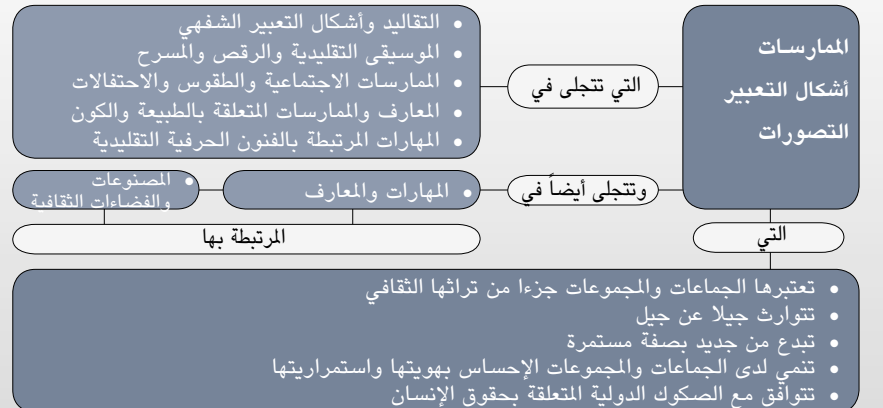 الممارسات
أشكال التعبير
التصورات
التي تتجلى في
• التقاليد وأشكال التعبير الشفهي
• الموسيقى التقليدية والرقص والمسرح
• الممارسات الاجتماعية والطقوس والاحتفالات
• المعارف والممارسات المتعلقة بالطبيعة والكون
• المهارات المرتبطة بالفنون الحرفية التقليدية
وتتجلى أيضاً في
• المهارات والمعارف
• المصنوعات
والفضاءات الثقافية
المرتبطة بها
التي
• تعتبرها الجماعات والمجموعات جزءا من تراثها الثقافي
• تتوارث جيلا عن جيل
• تبدع من جديد بصفة مستمرة
• تنمي لدى الجماعات والمجموعات الإحساس بهويتها واستمراريتها
• تتوافق مع الصكوك الدولية المتعلقة بحقوق الإنسان